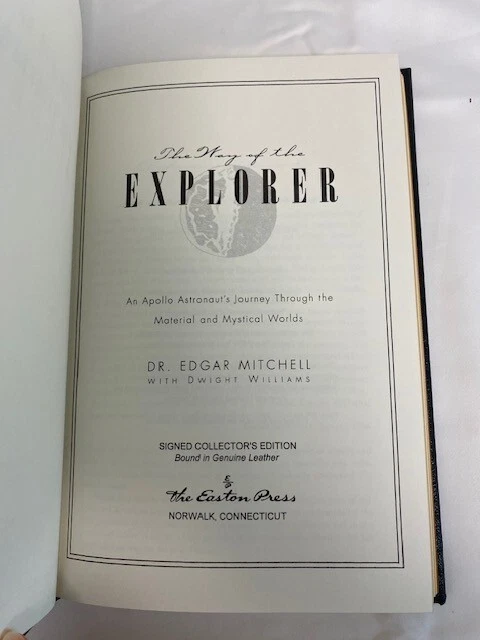 The Way of the
EXPLORER
An Apollo Astronaut's Journey Through the
Material and Mystical Worlds
DR. EDGAR MITCHELL
WITH DWIGHT WILLIAMS
SIGNED COLLECTOR'S EDITION
Bound in Genuine Leather
The Easton Press
NORWALK, CONNECTICUT